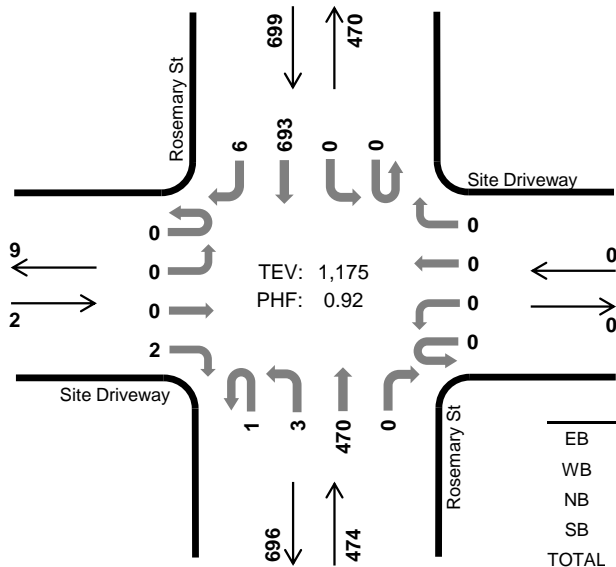 699 470
Rosemary St
6 693 0 0
Site Driveway
9
0
0
0
0
TEV: 1,175
0
0
PHF: 0.92
2
0
0
0
2
0
Site Driveway
1 3 470 0
Rosemary St
EB
WB
NB
SB
TOTAL
696 474